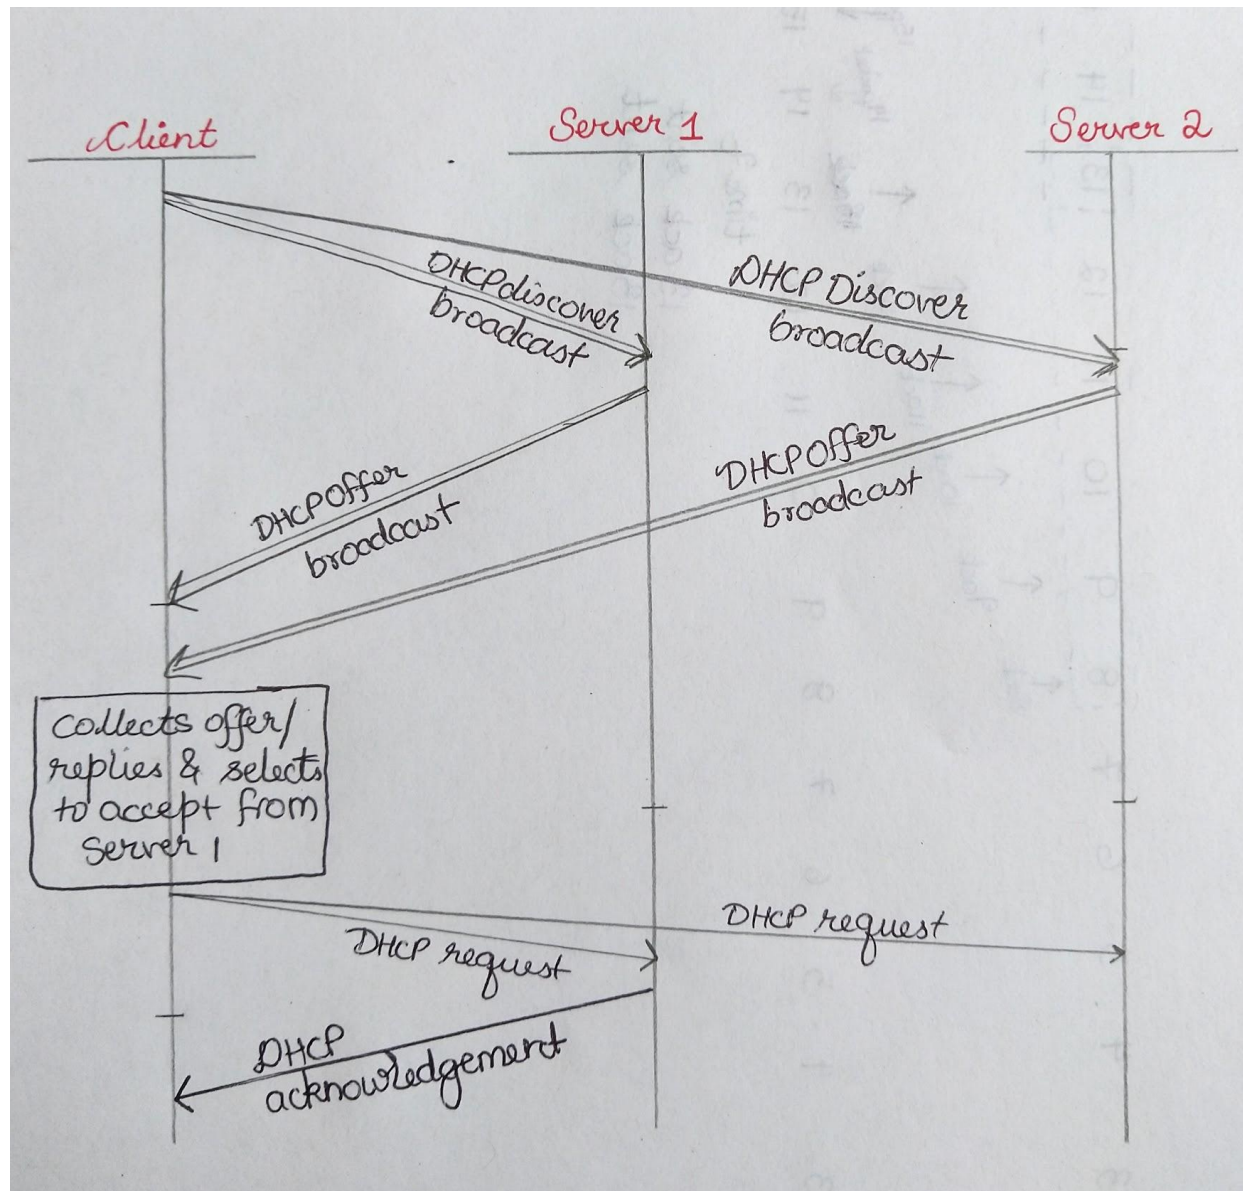 Client
Server 1
Server 2
DHCPdiscover
broadcast
DHCP Discover
broadcast
DHCPOffer
broadcast
DHCPOffer
broadcast
Collects offer/
replies & selects
to accept from
Server 1
DHCP request
DHCP request
DHCP
acknowledgement